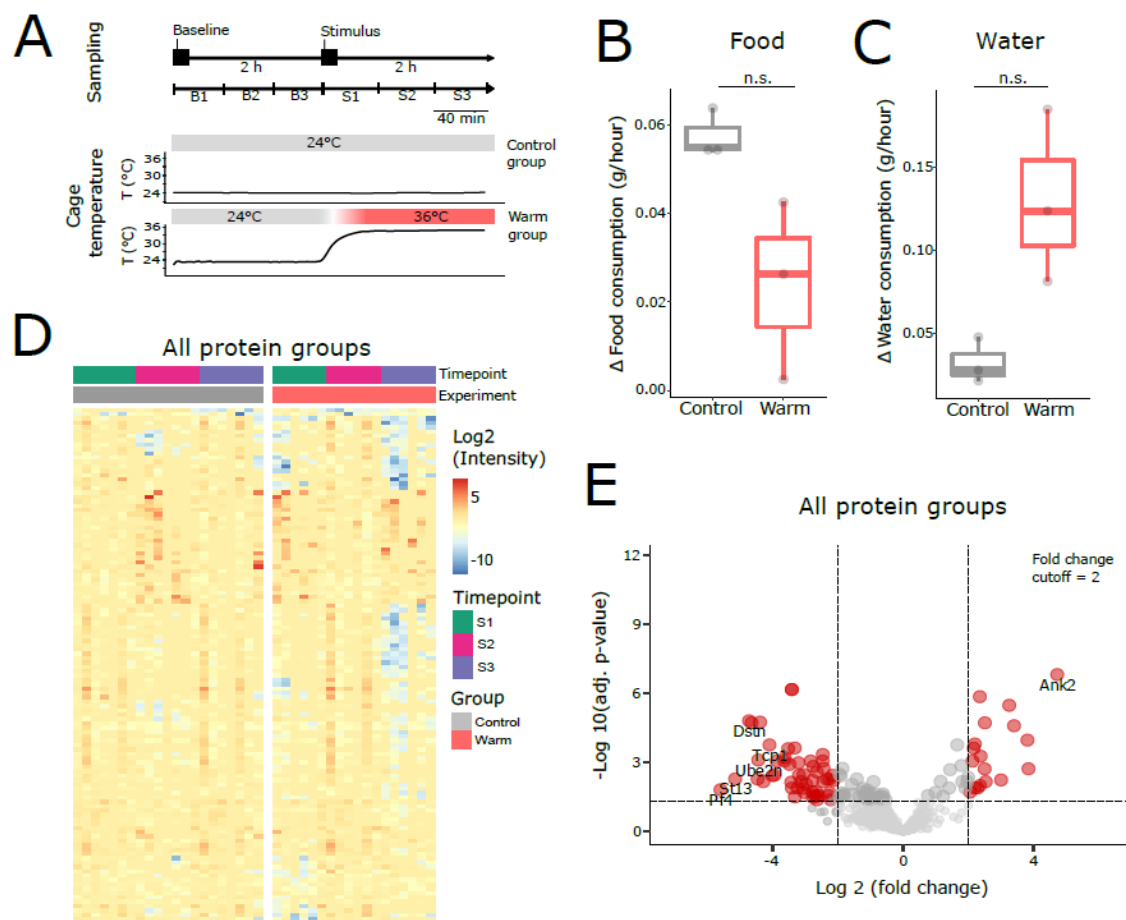 A
Sampling
Baseline
Stimulus
2 h
2 h
B1
B2
B3
S1
S2
S3
40 min
Cage
temperature
24°C
Control
group
T (°C)
36
30
24
24°C
36°C
Warm
group
T (°C)
36
30
24
B
Food
n.s.
Δ Food consumption (g/hour)
0.06
0.04
0.02
0.00
Control
Warm
C
Water
n.s.
Δ Water consumption (g/hour)
0.15
0.10
0.05
Control
Warm
D
All protein groups
Timepoint
Experiment
Log2
(Intensity)
5
-10
Timepoint
S1
S2
S3
Group
Control
Warm
E
All protein groups
Fold change
cutoff = 2
-Log 10(adj. p-value)
12
9
6
3
0
Ank2
Dstn
Tcp1
Ube2n
St13
Pf4
-4
0
4
Log 2 (fold change)